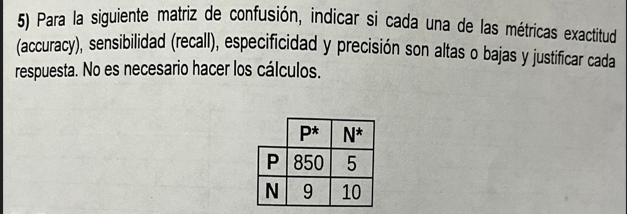 5) Para la siguiente matriz de confusión, indicar si cada una de las métricas exactitud
(accuracy), sensibilidad (recall), especificidad y precisión son altas o bajas y justificar cada
respuesta. No es necesario hacer los cálculos.
P* N*
P 850 5
N 9 10